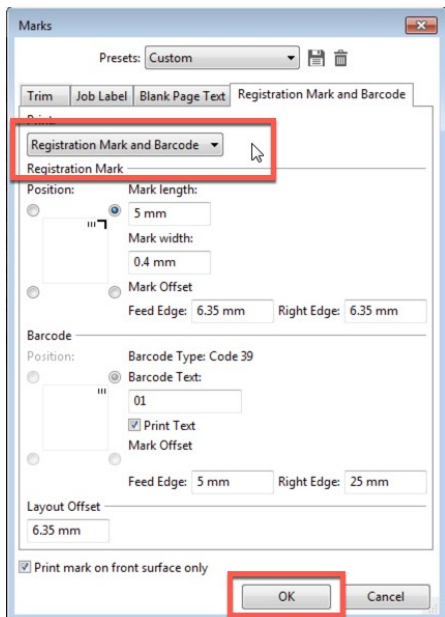 Marks
Presets: Custom
Trim Job Label Blank Page Text Registration Mark and Barcode
Print:
Registration Mark and Barcode
Registration Mark
Position: Mark length:
5 mm
Mark width:
0.4 mm
Mark Offset
Feed Edge: 6.35 mm Right Edge: 6.35 mm
Barcode
Position: Barcode Type: Code 39
Barcode Text:
01
Print Text
Mark Offset
Feed Edge: 5 mm Right Edge: 25 mm
Layout Offset
6.35 mm
Print mark on front surface only
OK Cancel